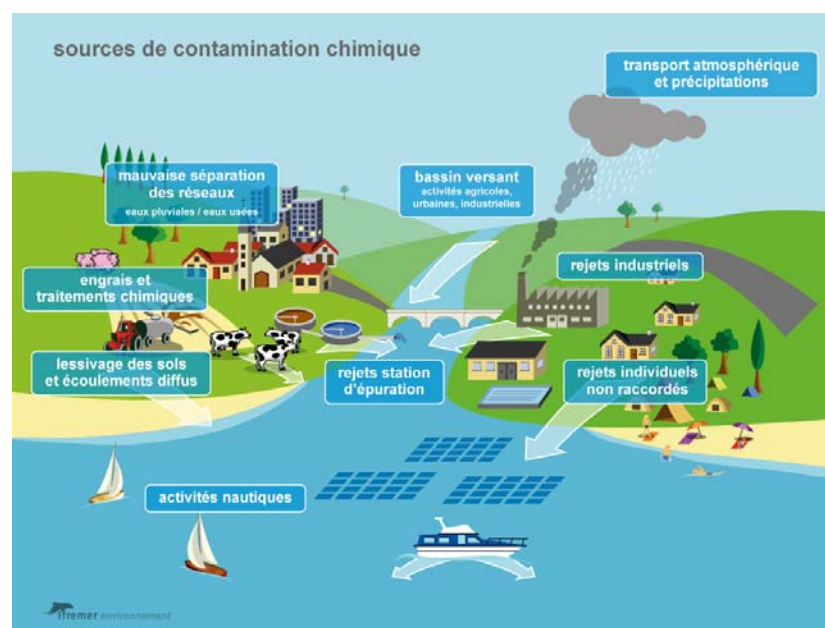 sources de contamination chimique
transport atmosphérique
et précipitations
mauvaise séparation
des réseaux
eaux pluviales / eaux usées
bassin versant
activités agricoles,
urbaines, industrielles
engrais et
traitements chimiques
rejets industriels
lessivage des sols
et écoulements diffus
rejets station
d'épuration
rejets individuels
non raccordés
activités nautiques
ifremer environnement